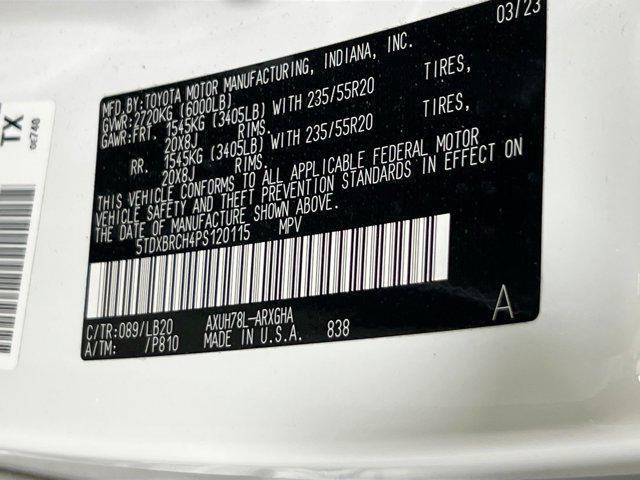 03/23
MFD.BY:TOYOTA MOTOR MANUFACTURING, INDIANA, INC.
GVWR:2720KG (6000LB)
GAWR:FRT. 1545KG (3405LB) WITH 235/55R20 TIRES,
20X8J RIMS.
RR. 1545KG (3405LB) WITH 235/55R20 TIRES,
20X8J RIMS.
THIS VEHICLE CONFORMS TO ALL APPLICABLE FEDERAL MOTOR
VEHICLE SAFETY AND THEFT PREVENTION STANDARDS IN EFFECT ON
THE DATE OF MANUFACTURE SHOWN ABOVE.
5TDXBRCH4PS120115 MPV
C/TR:089/LB20 AXUH78L-ARXGHA
A/TM: /P810 MADE IN U.S.A. 838
A
TX